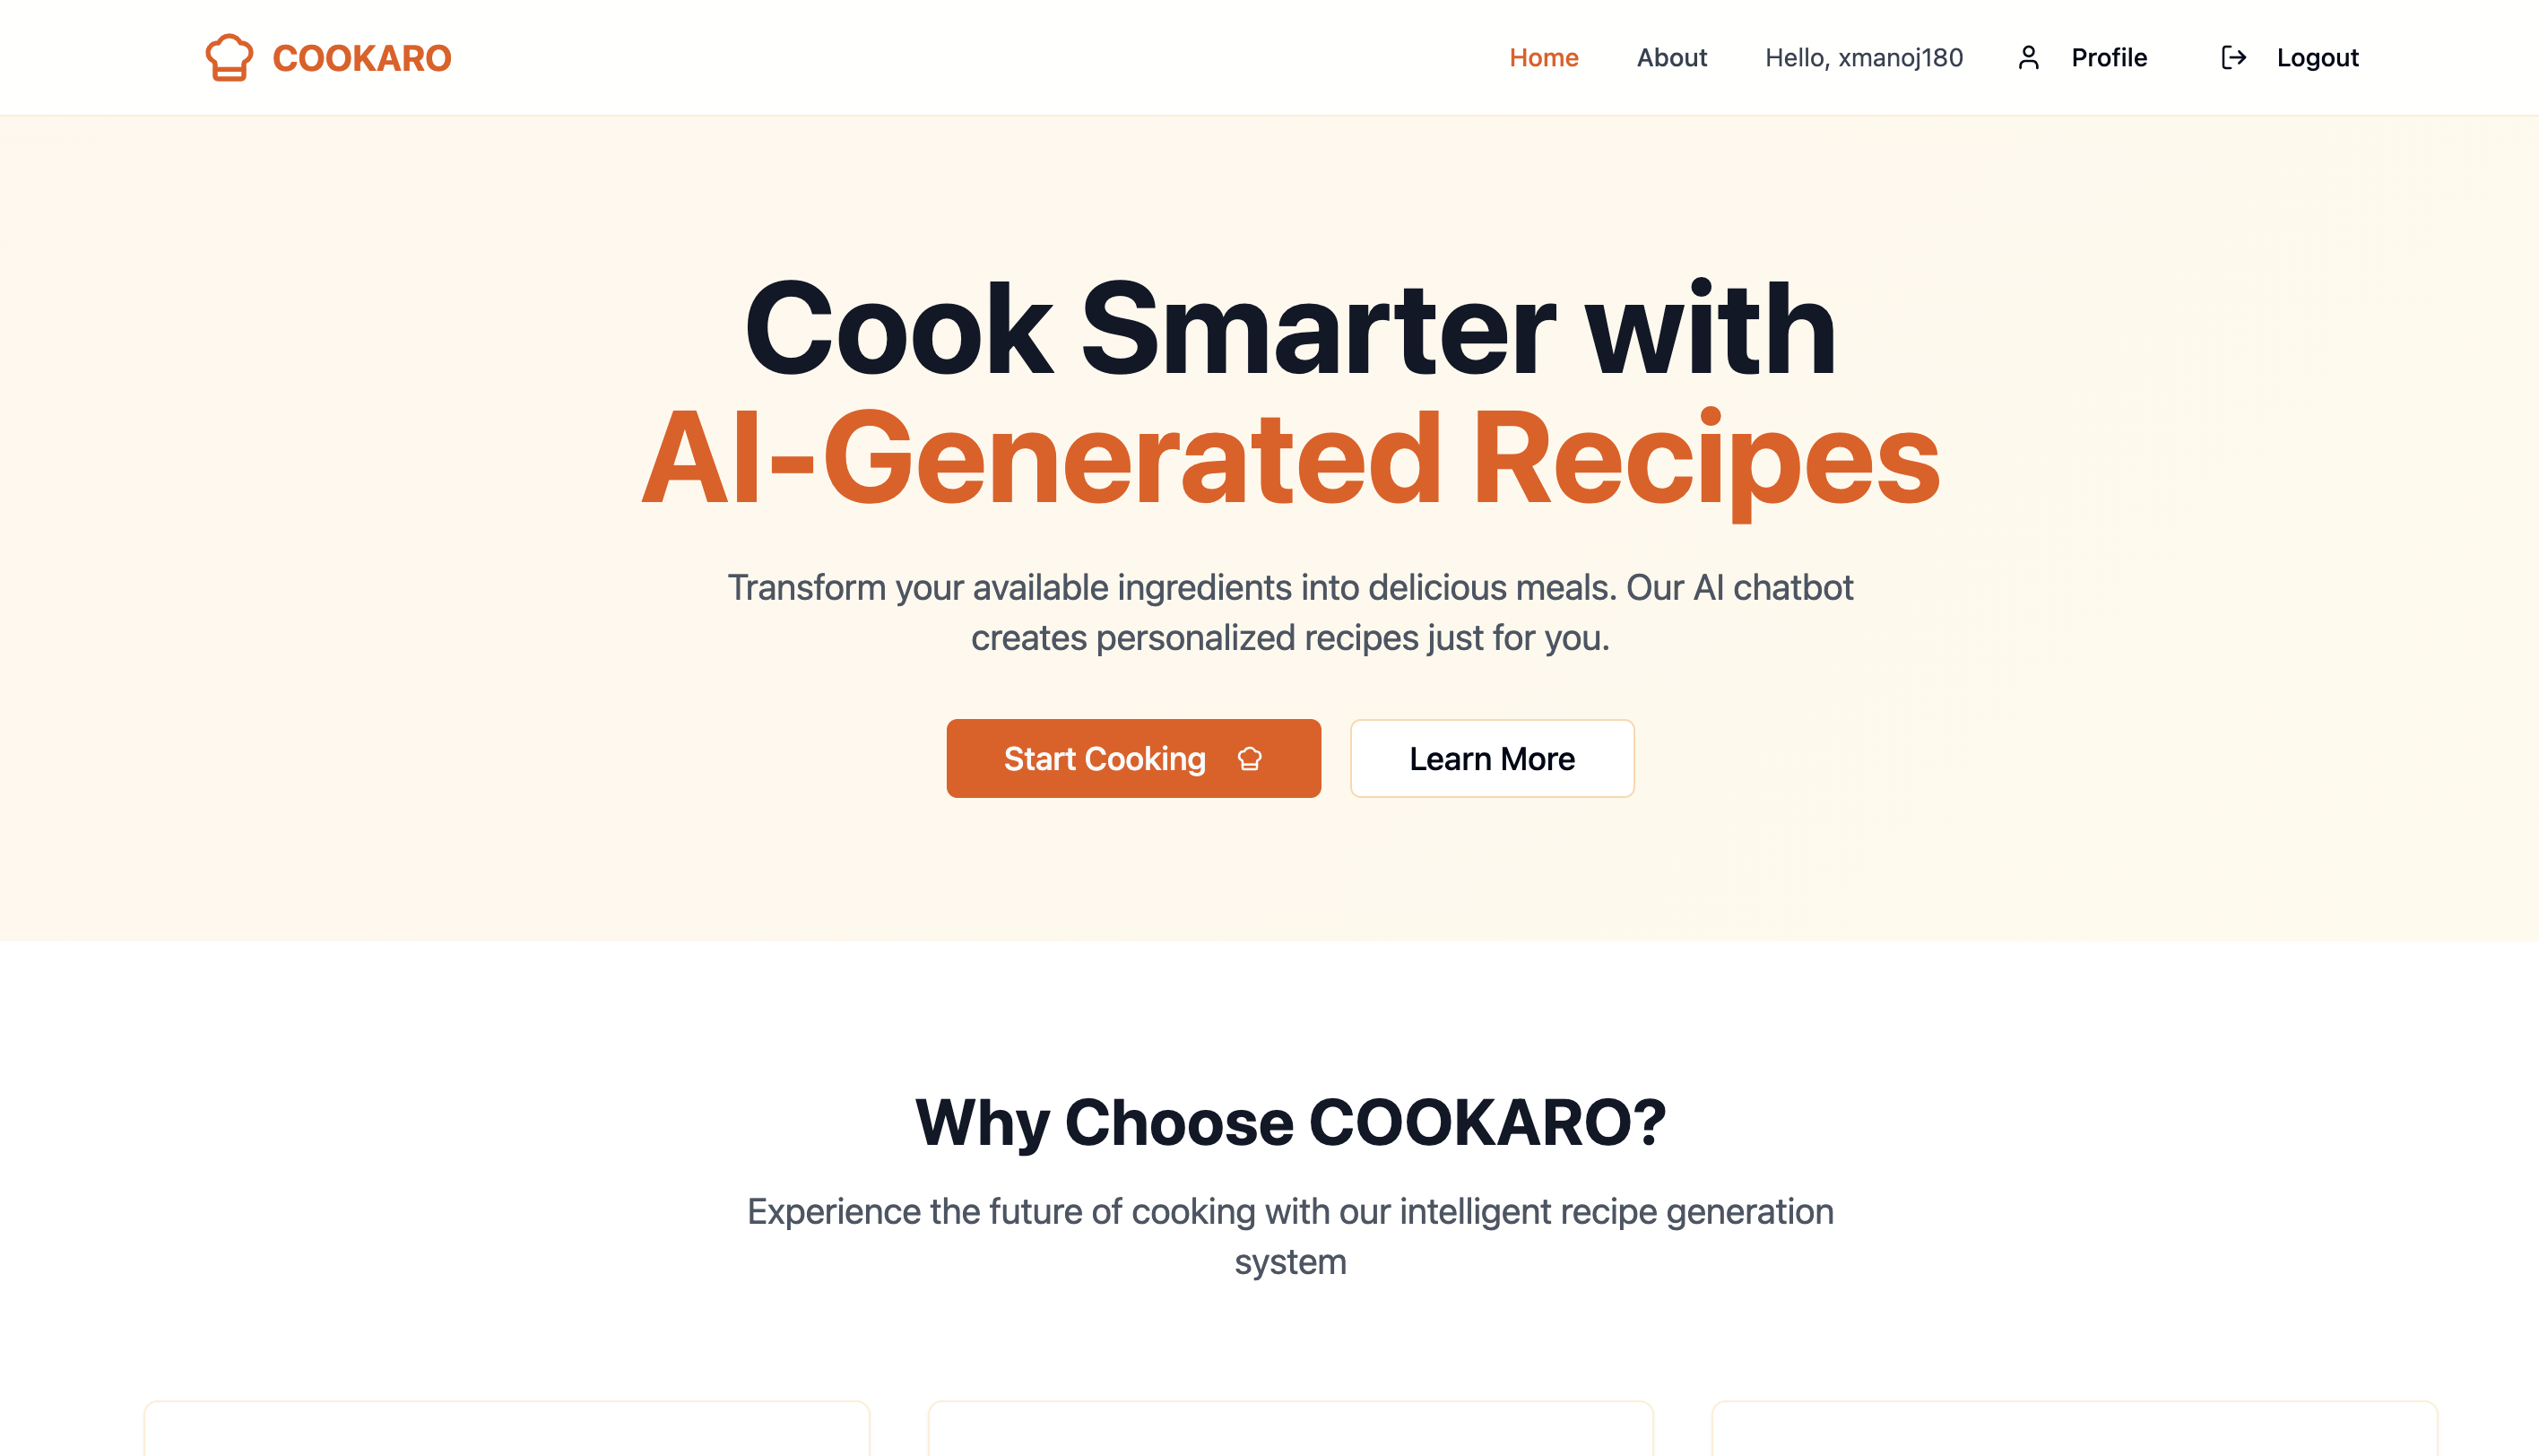 COOKARO
Home About Hello, xmanoj180 Profile Logout
Cook Smarter with
AI-Generated Recipes
Transform your available ingredients into delicious meals. Our AI chatbot
creates personalized recipes just for you.
Start Cooking
Learn More
Why Choose COOKARO?
Experience the future of cooking with our intelligent recipe generation
system